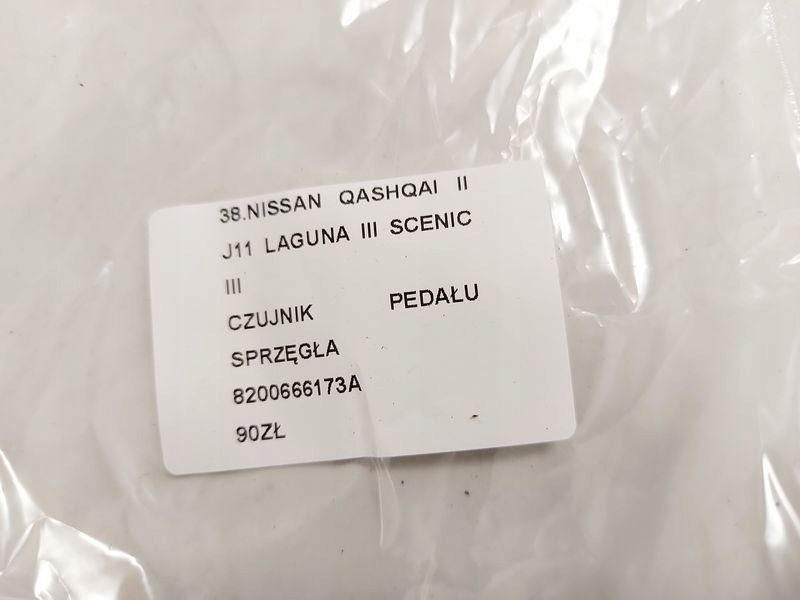 38.NISSAN QASHQAI II
J11 LAGUNA III SCENIC
III
CZUJNIK PEDAŁU
SPRZĘGŁA
8200666173A
90ZŁ